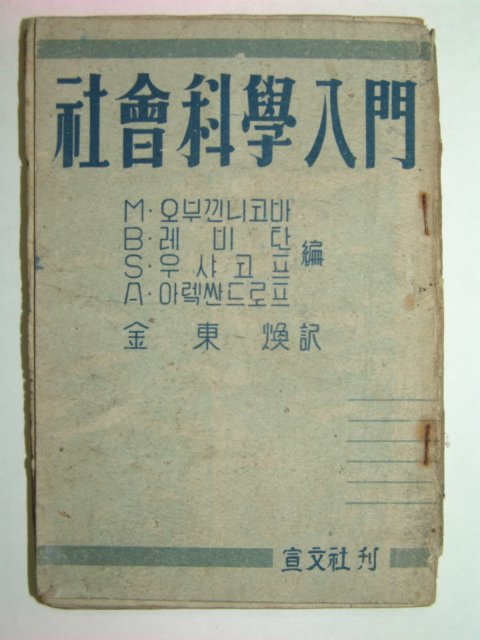 社會科學入門
M·오부낀니코바
B·레비탄
S·우샤코프
A·아렉싼드로프
編
金東煥記
宣文社刊